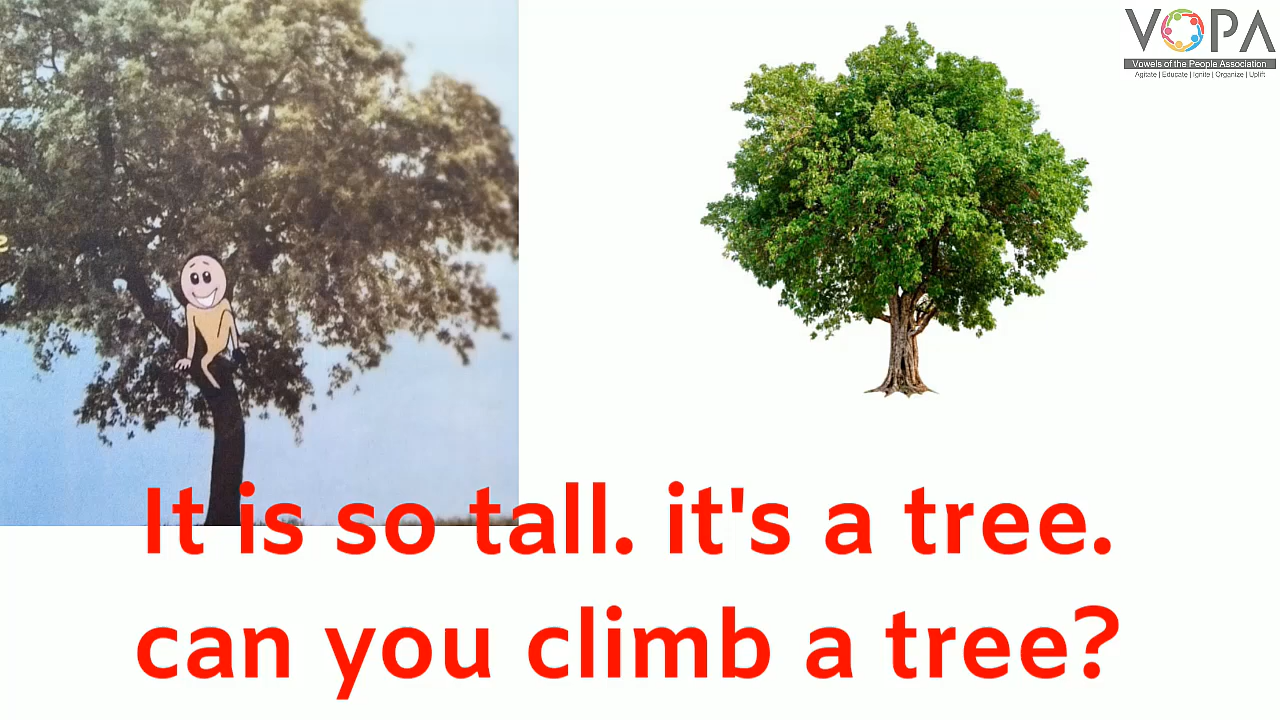 VOPA
Vowels of the People Association
Agitate | Educate | Ignite | Organize | Uplift
e
It is so tall. it's a tree.
can you climb a tree?